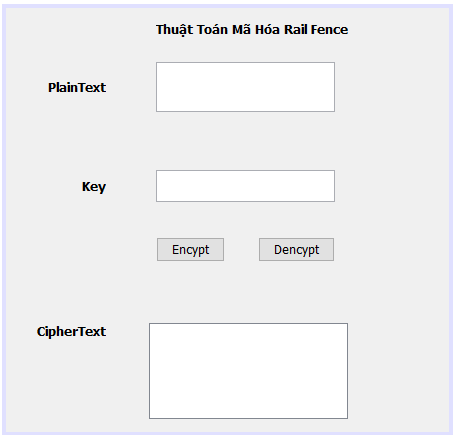 Thuật Toán Mã Hóa Rail Fence
PlainText
Key
Encypt Dencypt
CipherText